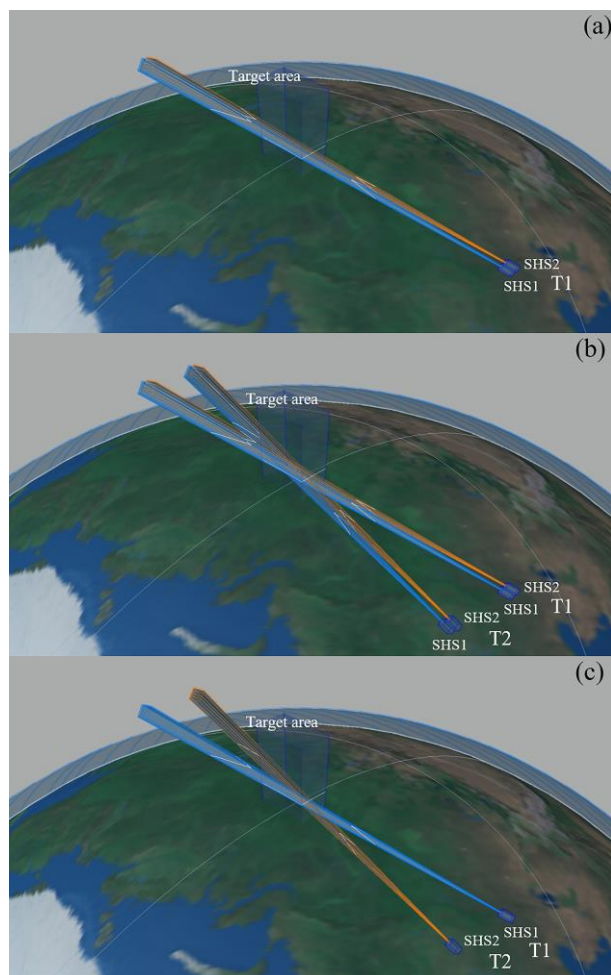 (a)
Target area
SHS2
SHS1 T1
(b)
Target area
SHS2
SHS1 T1
SHS2
SHS1 T2
(c)
Target area
SHS1
SHS2 T1
T2